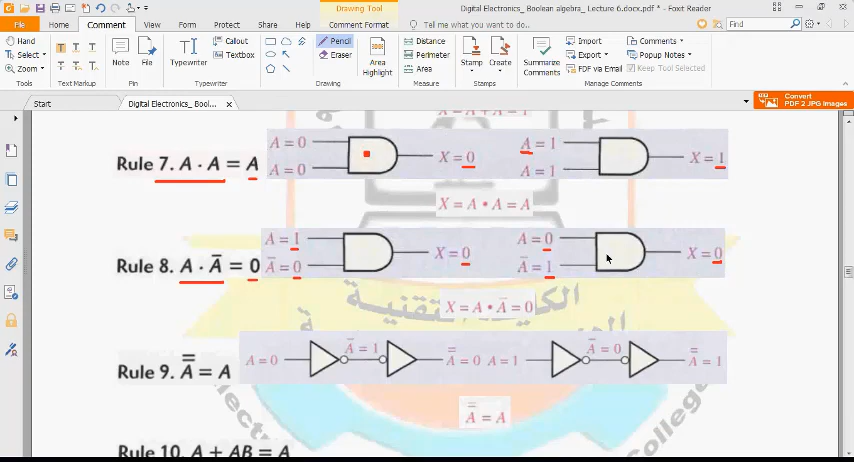 Drawing Tool
Digital Electronics_ Boolean algebra_ Lecture 6.docx.pdf * - Foxit Reader
File Home Comment View Form Protect Share Help Comment Format Tell me what you want to do... Find
Hand
Select
Zoom
Tools
Text Markup
Note File
Pin
Typewriter
Callout
Textbox
Typewriter
Pencil
Eraser
Area Highlight
Drawing
Distance
Perimeter
Area
Measure
Stamp Create
Stamps
Summarize Comments
Import
Export
FDF via Email
Comments
Popup Notes
Keep Tool Selected
Manage Comments
Start Digital Electronics_ Bool...
Convert
PDF 2 JPG Images
Rule 7. A · A = A
A = 0
A = 0
X = 0
A = 1
A = 1
X = 1
X = A • A = A
Rule 8. A · A̅ = 0
A = 1
A̅ = 0
X = 0
A = 0
A̅ = 1
X = 0
X = A • A̅ = 0
الكلية التقنية
Rule 9. A̿ = A
A = 0 A̅ = 1 A̿ = 0 A = 1 A̅ = 0 A̿ = 1
A̿ = A
Rule 10. A + AB = A
College